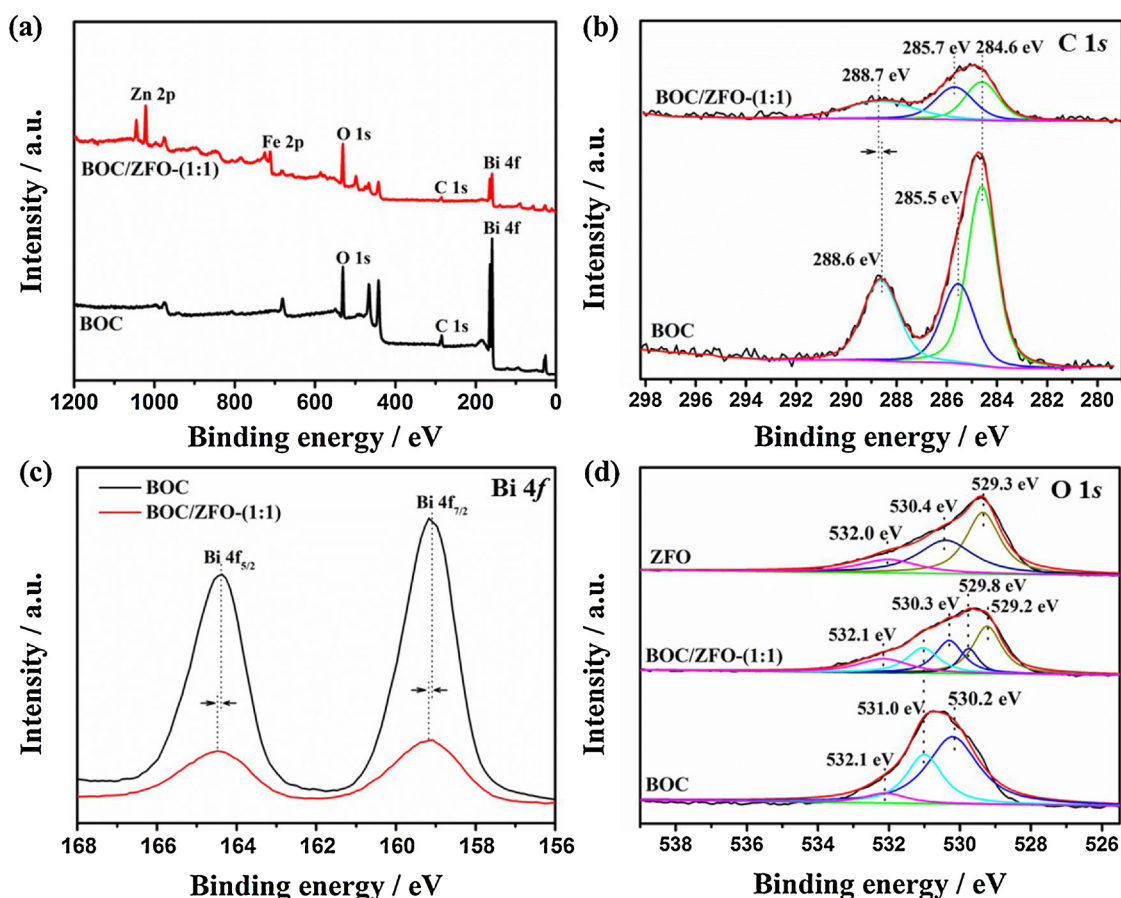 (a)
Zn 2p
Fe 2p
O 1s
Bi 4f
BOC/ZFO-(1:1)
C 1s
Bi 4f
O 1s
C 1s
BOC
1200 1000 800 600 400 200 0
Binding energy / eV
Intensity / a.u.
(b)
C 1s
285.7 eV 284.6 eV
288.7 eV
BOC/ZFO-(1:1)
285.5 eV
288.6 eV
BOC
298 296 294 292 290 288 286 284 282 280
Binding energy / eV
Intensity / a.u.
(c)
BOC
BOC/ZFO-(1:1)
Bi 4f
Bi 4f7/2
Bi 4f5/2
168 166 164 162 160 158 156
Binding energy / eV
Intensity / a.u.
(d)
O 1s
529.3 eV
530.4 eV
532.0 eV
ZFO
529.8 eV
530.3 eV 529.2 eV
532.1 eV
BOC/ZFO-(1:1)
531.0 eV 530.2 eV
532.1 eV
BOC
538 536 534 532 530 528 526
Binding energy / eV
Intensity / a.u.